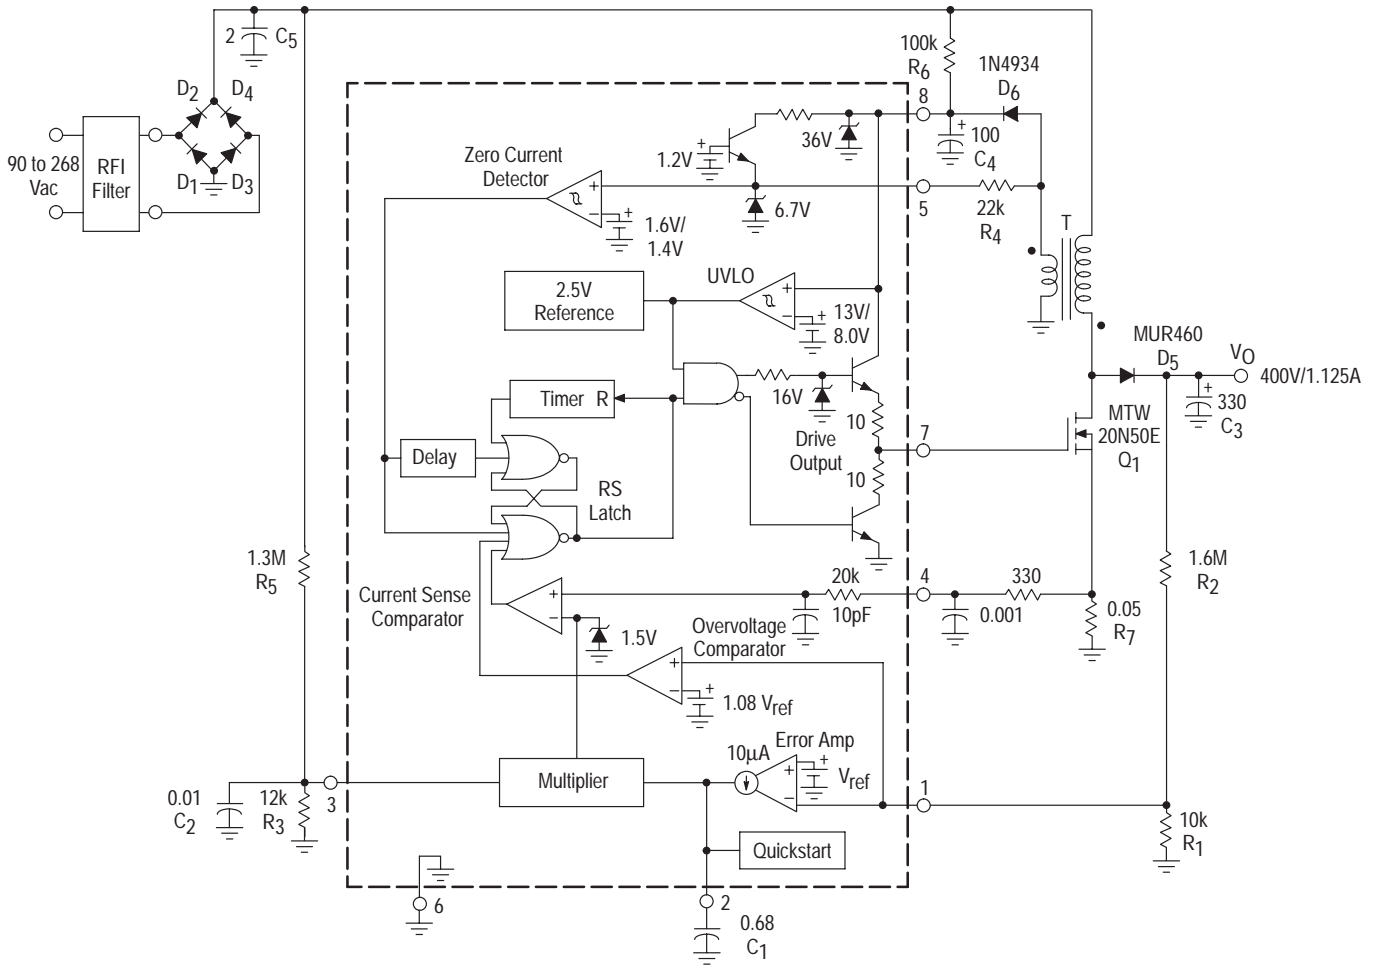 2 C5
100k
R6
1N4934
D6
8
D2 D4
90 to 268
Vac
RFI
Filter
D1 D3
36V
+
100
C4
1.2V
Zero Current
Detector
+
-
+
1.6V/
1.4V
6.7V
5
22k
R4
T
2.5V
Reference
UVLO
+
-
+
13V/
8.0V
MUR460
D5
VO
400V/1.125A
+
330
C3
Timer R
16V
10
Drive
Output
10
7
MTW
20N50E
Q1
Delay
RS
Latch
1.3M
R5
1.6M
R2
Current Sense
Comparator
+
-
20k
10pF
4
330
0.001
0.05
R7
1.5V
Overvoltage
Comparator
+
-
+
1.08 Vref
10µA
Error Amp
+
-
+
Vref
Multiplier
3
1
0.01
C2
12k
R3
10k
R1
Quickstart
6
2
0.68
C1